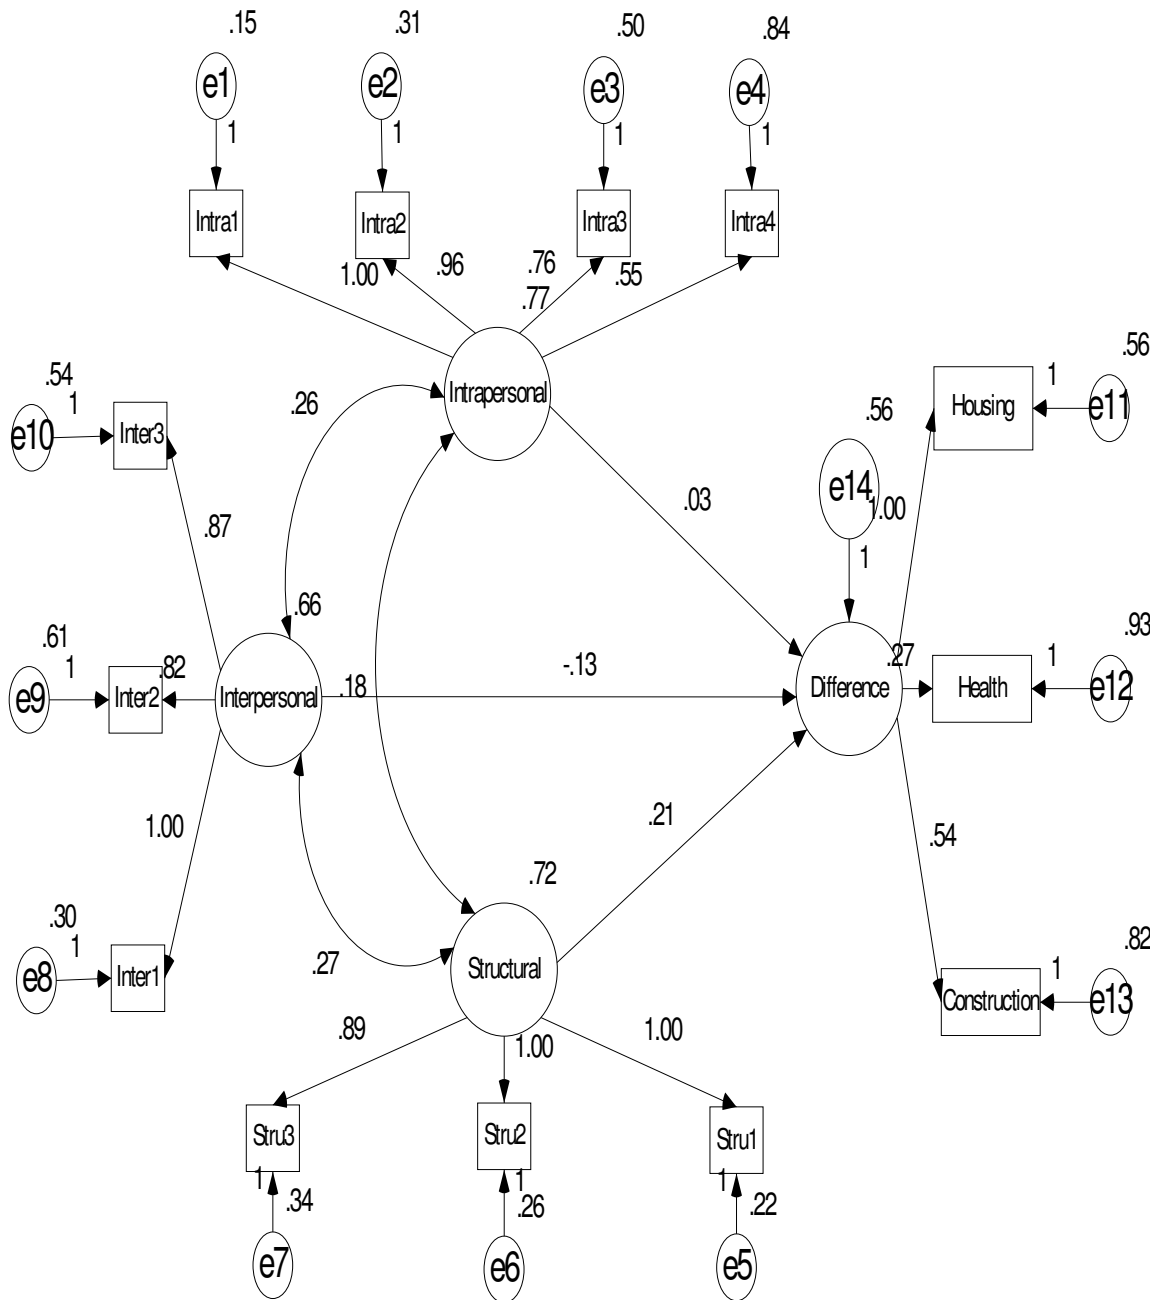 .15
.31
.50
.84
e1
e2
e3
e4
1
1
1
1
Intra1
Intra2
Intra3
Intra4
1.00
.96
.76
.77
.55
Intrapersonal
.54
1
e10
Inter3
.26
.87
.03
.56
e14
1.00
1
Housing
1
.56
e11
.66
.61
1
e9
Inter2
.82
Interpersonal
.18
-.13
Difference
.27
Health
1
.93
e12
1.00
.21
.54
.30
1
e8
Inter1
.27
.72
Structural
Construction
1
.82
e13
.89
1.00
1.00
Stru3
Stru2
Stru1
1
1
1
.34
.26
.22
e7
e6
e5